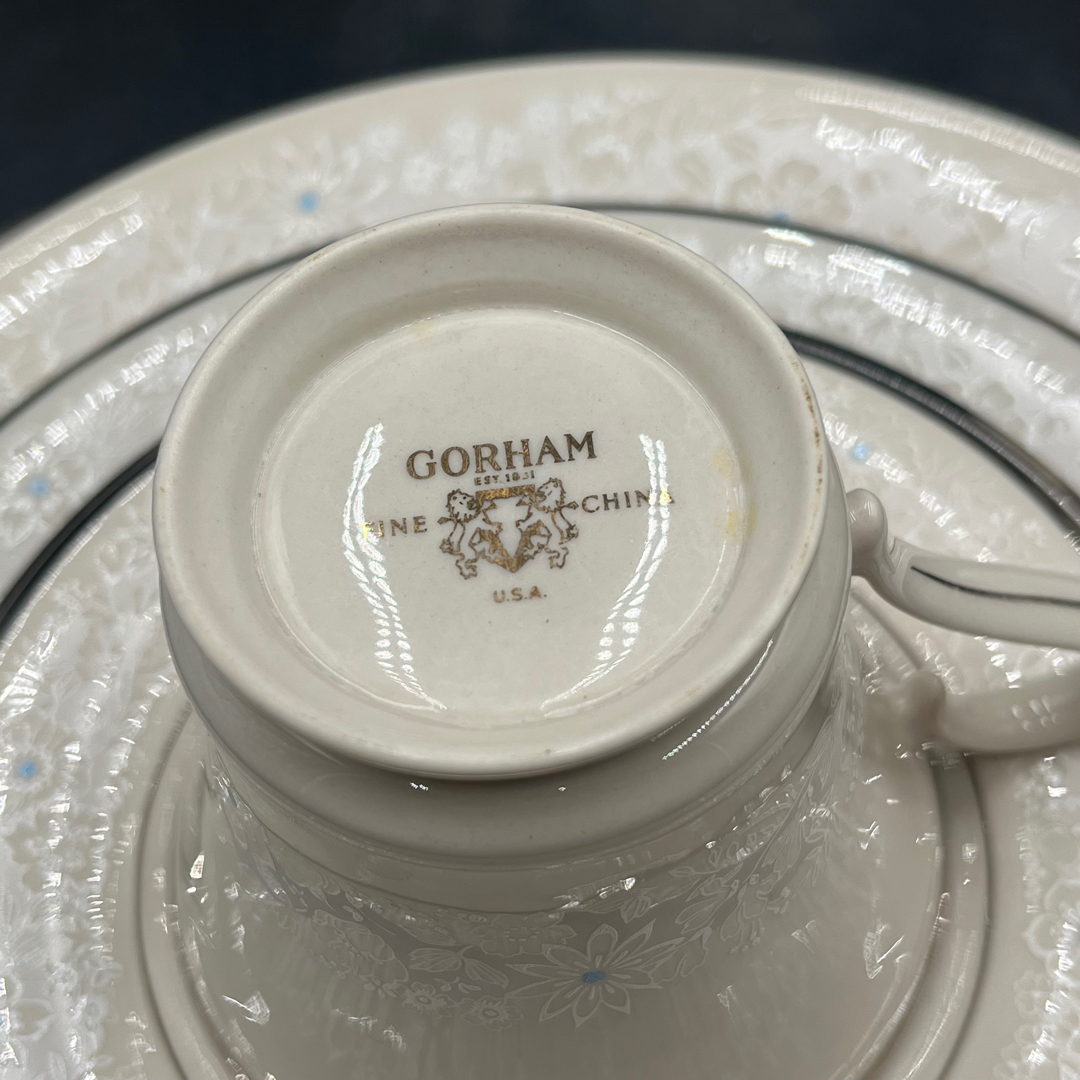 GORHAM
EST. 1831
FINE CHINA
U.S.A.